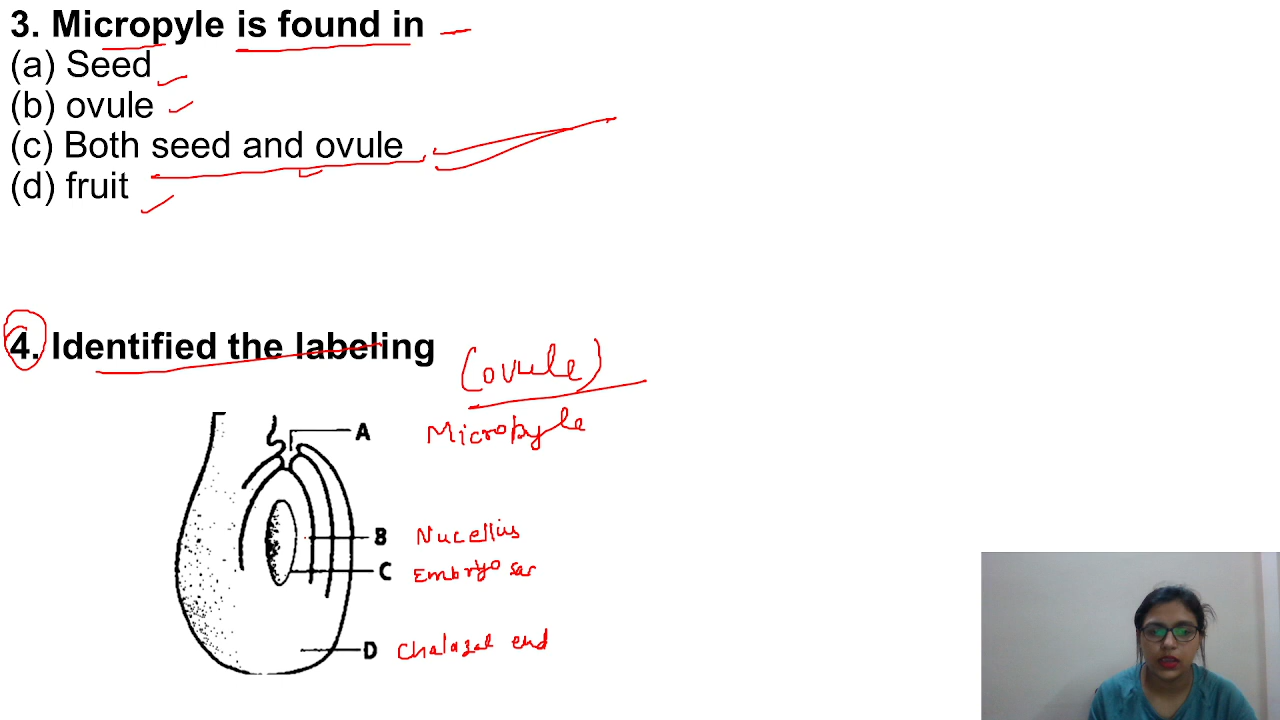 3. Micropyle is found in
(a) Seed
(b) ovule
(c) Both seed and ovule
(d) fruit
4. Identified the labeling
(ovule)
A Micropyle
B Nucellus
C Embryo sac
D Chalazal end